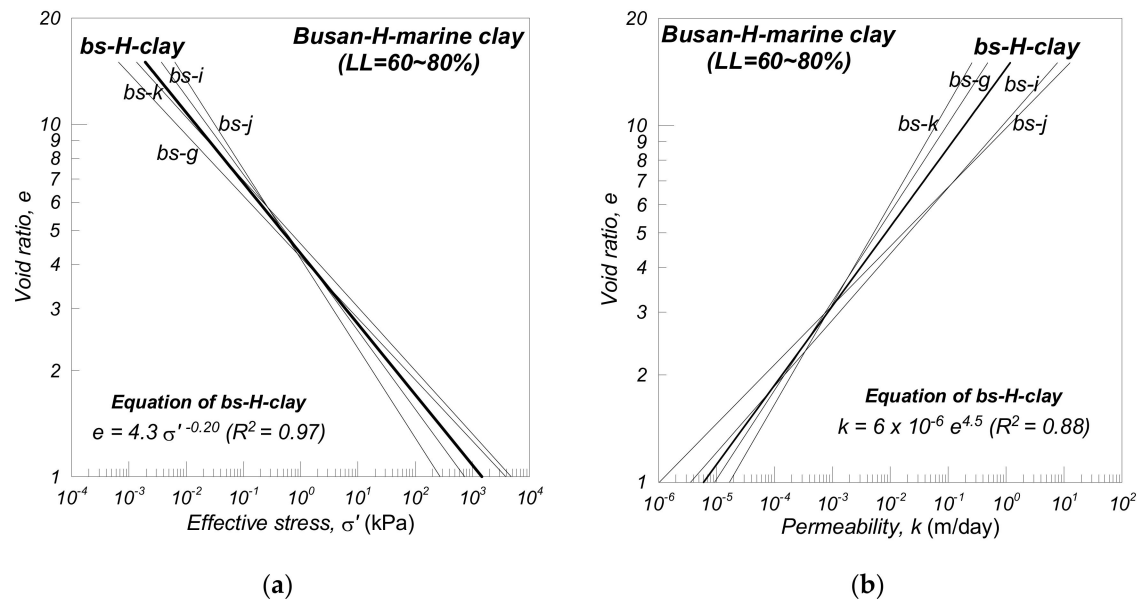 20
bs-H-clay
Busan-H-marine clay
(LL=60~80%)
bs-i
bs-k
bs-j
bs-g
10
9
8
7
6
5
4
3
2
1
Void ratio, e
Equation of bs-H-clay
e = 4.3 σ' -0.20 (R2 = 0.97)
10-4 10-3 10-2 10-1 100 101 102 103 104
Effective stress, σ' (kPa)
(a)
20
Busan-H-marine clay
(LL=60~80%)
bs-H-clay
bs-g
bs-i
bs-k
bs-j
10
9
8
7
6
5
4
3
2
1
Void ratio, e
Equation of bs-H-clay
k = 6 x 10-6 e4.5 (R2 = 0.88)
10-6 10-5 10-4 10-3 10-2 10-1 100 101 102
Permeability, k (m/day)
(b)